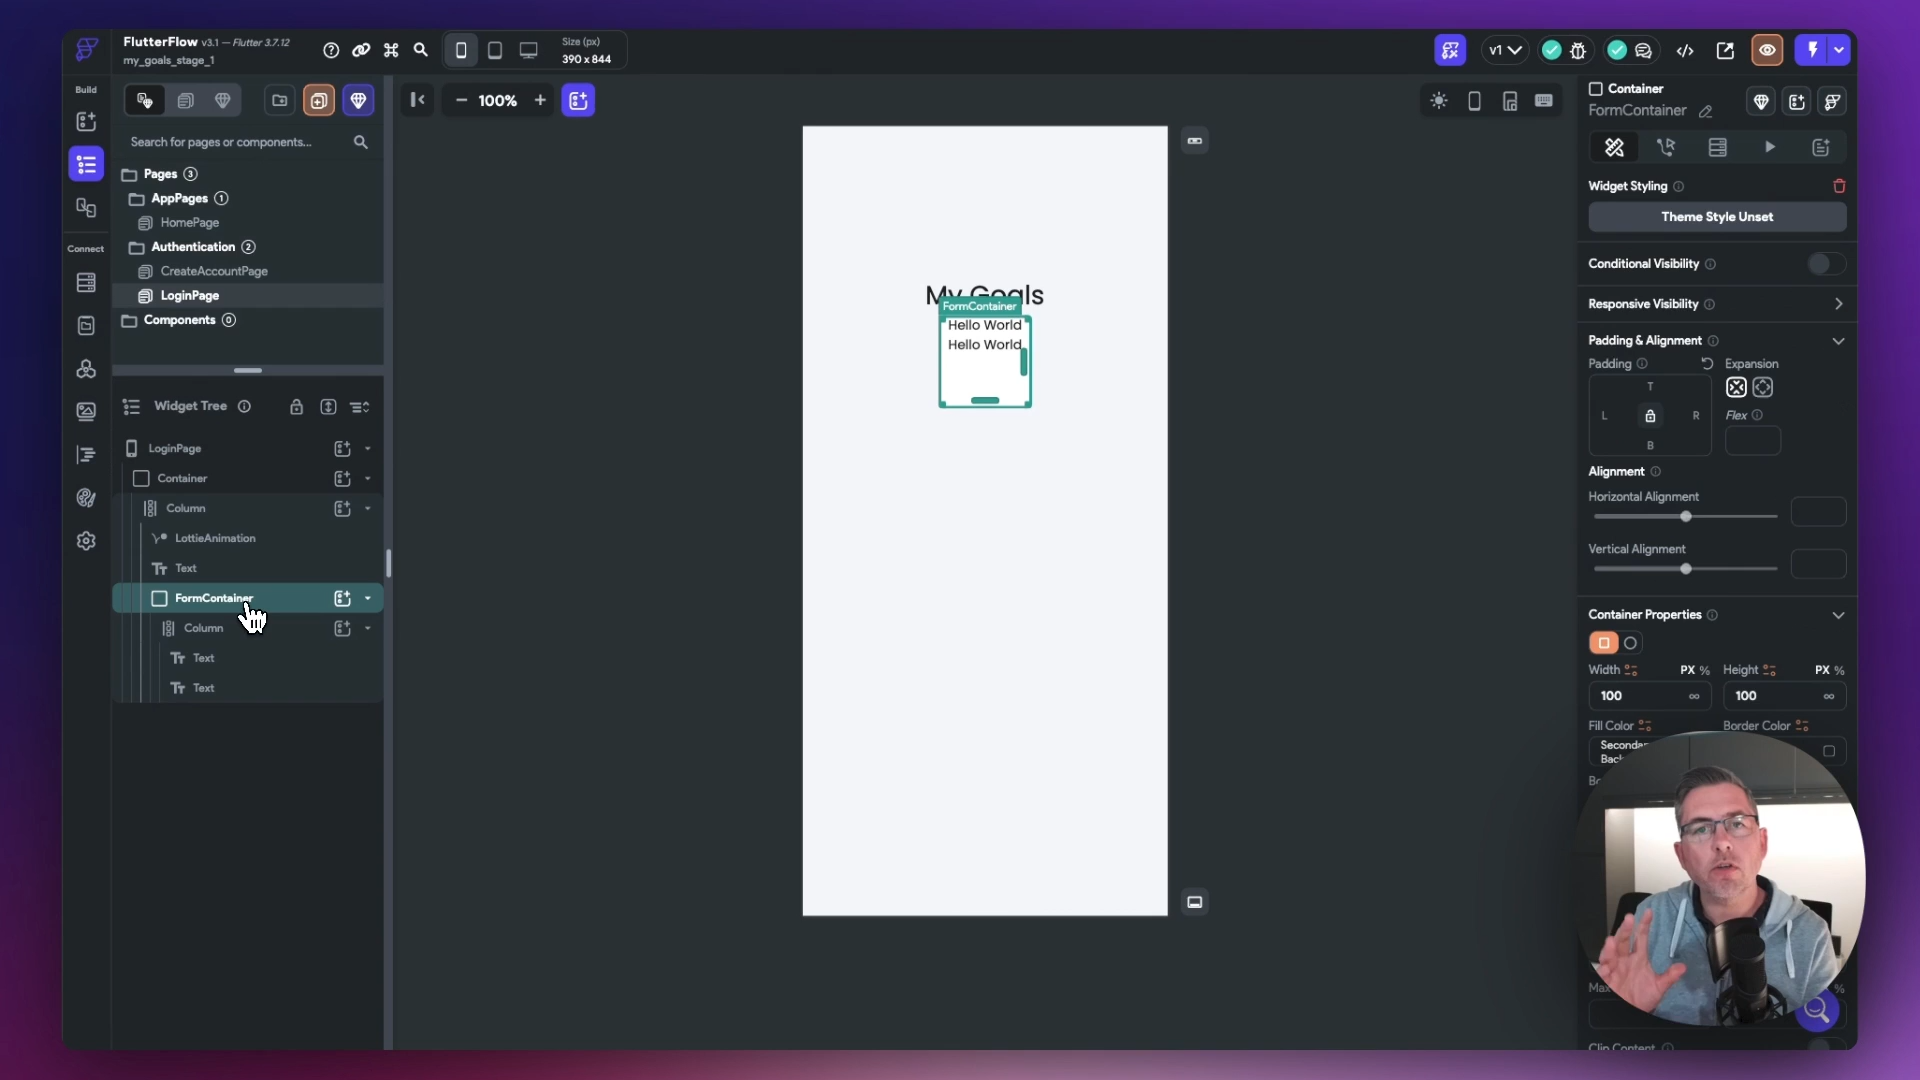 FlutterFlow v3.1 – Flutter 3.7.12
my_goals_stage_1
Size (px)
390 x 844
v1
Build
100%
Search for pages or components...
Pages 3
AppPages 1
HomePage
Authentication 2
CreateAccountPage
LoginPage
Components 0
Connect
Widget Tree
LoginPage
Container
Column
LottieAnimation
Text
FormContainer
Column
Text
Text
My Goals
FormContainer
Hello World
Hello World
Container
FormContainer
Widget Styling
Theme Style Unset
Conditional Visibility
Responsive Visibility
Padding & Alignment
Padding
Expansion
T
L
R
B
Flex
Alignment
Horizontal Alignment
Vertical Alignment
Container Properties
Width PX %
Height PX %
100 ∞
100 ∞
Fill Color
Border Color
%
Clip Content